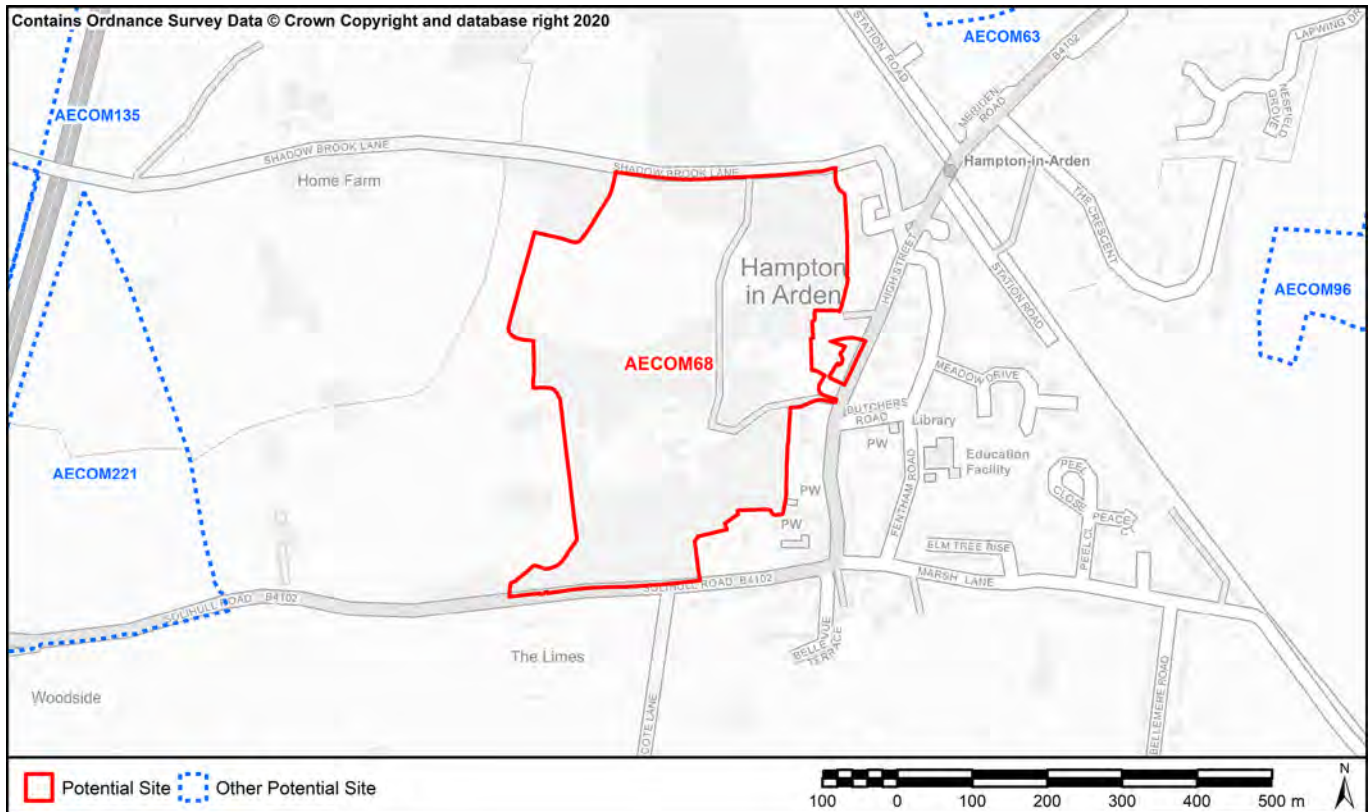 Contains Ordnance Survey Data © Crown Copyright and database right 2020
AECOM63
STATION ROAD
B4102
LAPWING DR
AECOM135
MERIDEN ROAD
NESFIELD GROVE
SHADOW BROOK LANE
SHADOW BROOK LANE
Hampton-in-Arden
Home Farm
THE CRESCENT
HIGH STREET
Hampton
in Arden
STATION ROAD
AECOM96
AECOM68
MEADOW DRIVE
BUTCHERS
ROAD
Library
PW
AECOM221
Education
Facility
FENTHAM ROAD
PEEL
CLOSE
PEACE
C
PW
PW
PEEL CL
ELM TREE RISE
MARSH LANE
SOLIHULL ROAD B4102
SOLIHULL ROAD B4102
The Limes
BELLEVUE
TERRACE
Woodside
COTE LANE
BELLEMERE ROAD
Potential Site
Other Potential Site
100 0 100 200 300 400 500 m
N